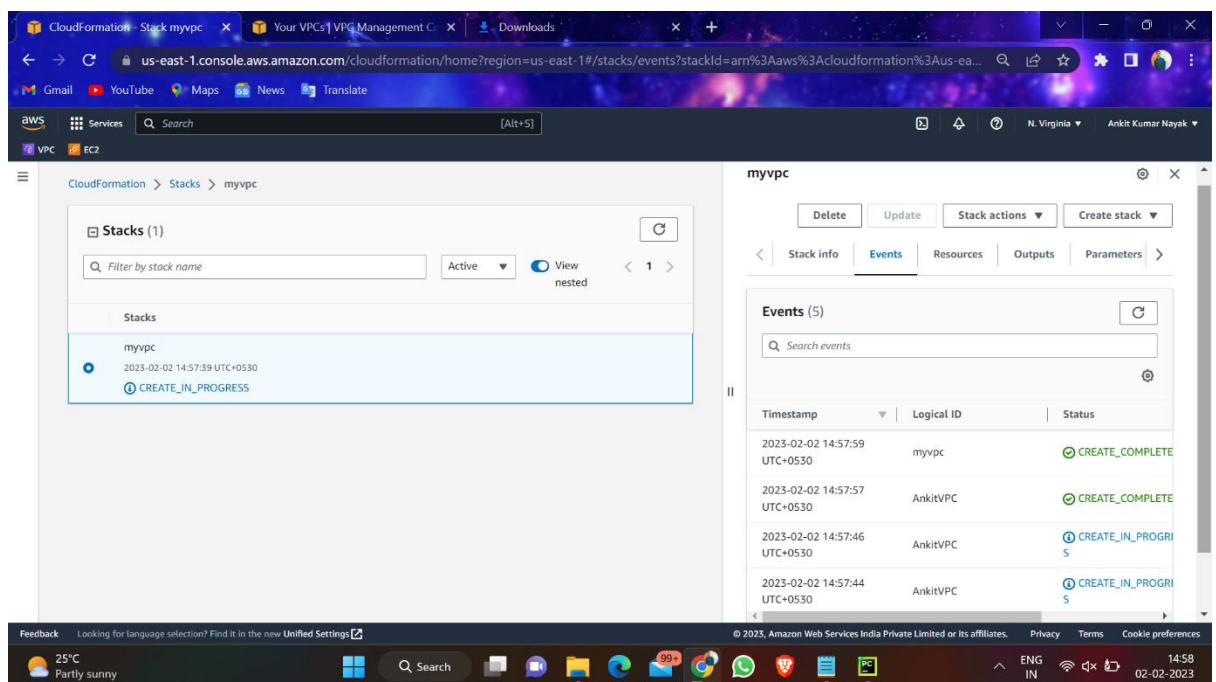 CloudFormation - Stack myvpc
Your VPCs | VPC Management Co
Downloads
us-east-1.console.aws.amazon.com/cloudformation/home?region=us-east-1#/stacks/events?stackId=arn%3Aaws%3Acloudformation%3Aus-ea...
Gmail YouTube Maps News Translate
aws Services Search [Alt+S] N. Virginia Ankit Kumar Nayak
VPC EC2
CloudFormation > Stacks > myvpc
Stacks (1)
Filter by stack name Active View nested 1
Stacks
myvpc
2023-02-02 14:57:39 UTC+0530
CREATE_IN_PROGRESS
myvpc
Delete Update Stack actions Create stack
Stack info Events Resources Outputs Parameters
Events (5)
Search events
Timestamp Logical ID Status
2023-02-02 14:57:59 UTC+0530 myvpc CREATE_COMPLETE
2023-02-02 14:57:57 UTC+0530 AnkitVPC CREATE_COMPLETE
2023-02-02 14:57:46 UTC+0530 AnkitVPC CREATE_IN_PROGRESS
2023-02-02 14:57:44 UTC+0530 AnkitVPC CREATE_IN_PROGRESS
Feedback Looking for language selection? Find it in the new Unified Settings © 2023, Amazon Web Services India Private Limited or its affiliates. Privacy Terms Cookie preferences
25°C
Partly sunny
Search
99+
PC
ENG
IN
14:58
02-02-2023